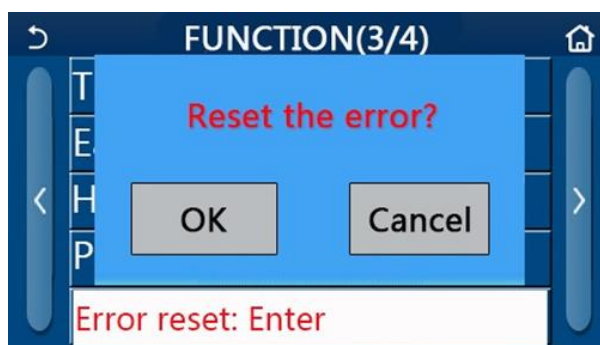 FUNCTION(3/4)
T
Reset the error?
E
H
OK
Cancel
P
Error reset: Enter